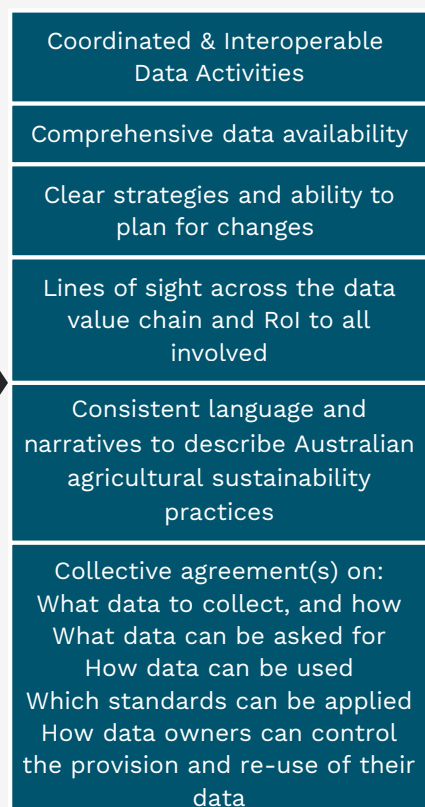 Coordinated & Interoperable
Data Activities
Comprehensive data availability
Clear strategies and ability to
plan for changes
Lines of sight across the data
value chain and RoI to all
involved
Consistent language and
narratives to describe Australian
agricultural sustainability
practices
Collective agreement(s) on:
What data to collect, and how
What data can be asked for
How data can be used
Which standards can be applied
How data owners can control
the provision and re-use of their
data